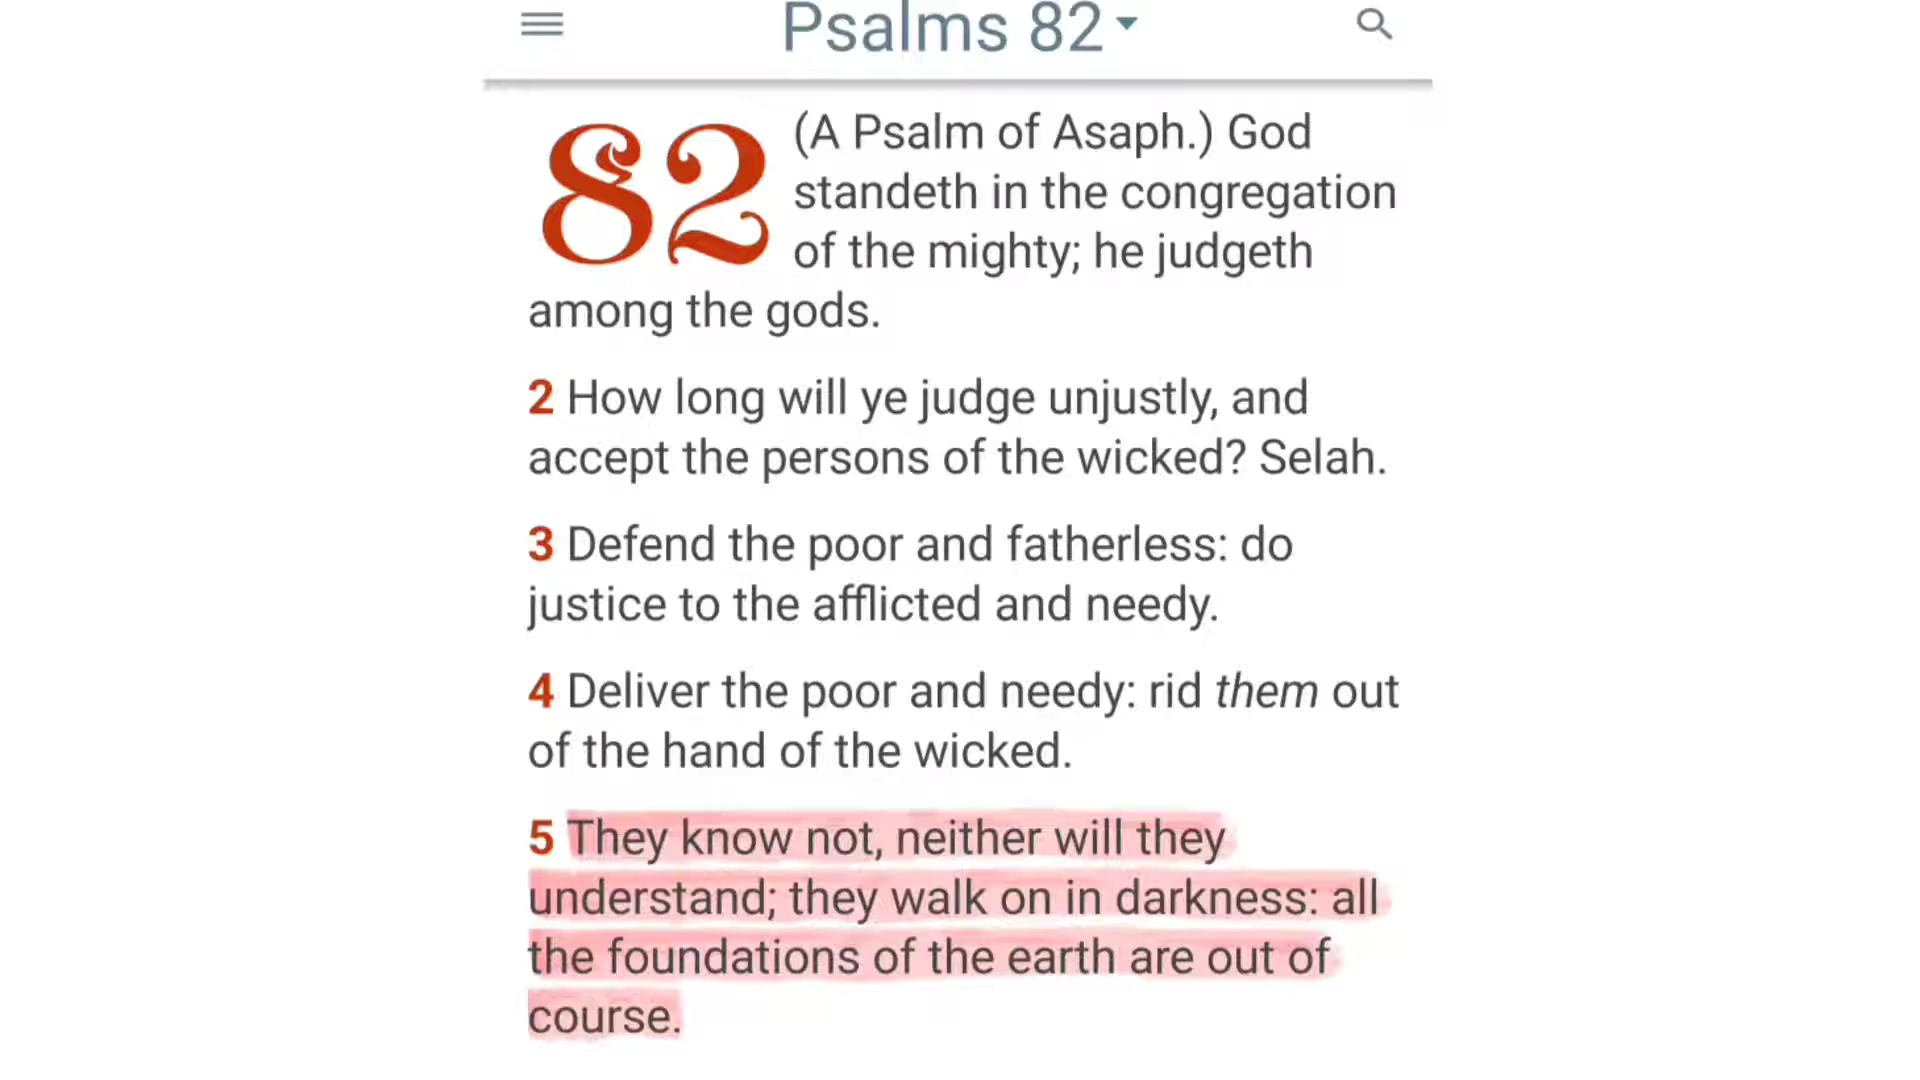 Psalms 82
82 (A Psalm of Asaph.) God
standeth in the congregation
of the mighty; he judgeth
among the gods.
2 How long will ye judge unjustly, and
accept the persons of the wicked? Selah.
3 Defend the poor and fatherless: do
justice to the afflicted and needy.
4 Deliver the poor and needy: rid them out
of the hand of the wicked.
5 They know not, neither will they
understand; they walk on in darkness: all
the foundations of the earth are out of
course.